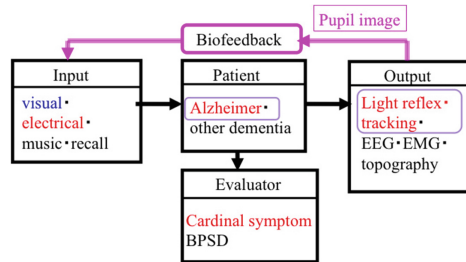 Pupil image
Biofeedback
Input
visual・
electrical・
music・recall
Patient
Alzheimer・
other dementia
Output
Light reflex・
tracking・
EEG・EMG・
topography
Evaluator
Cardinal symptom
BPSD